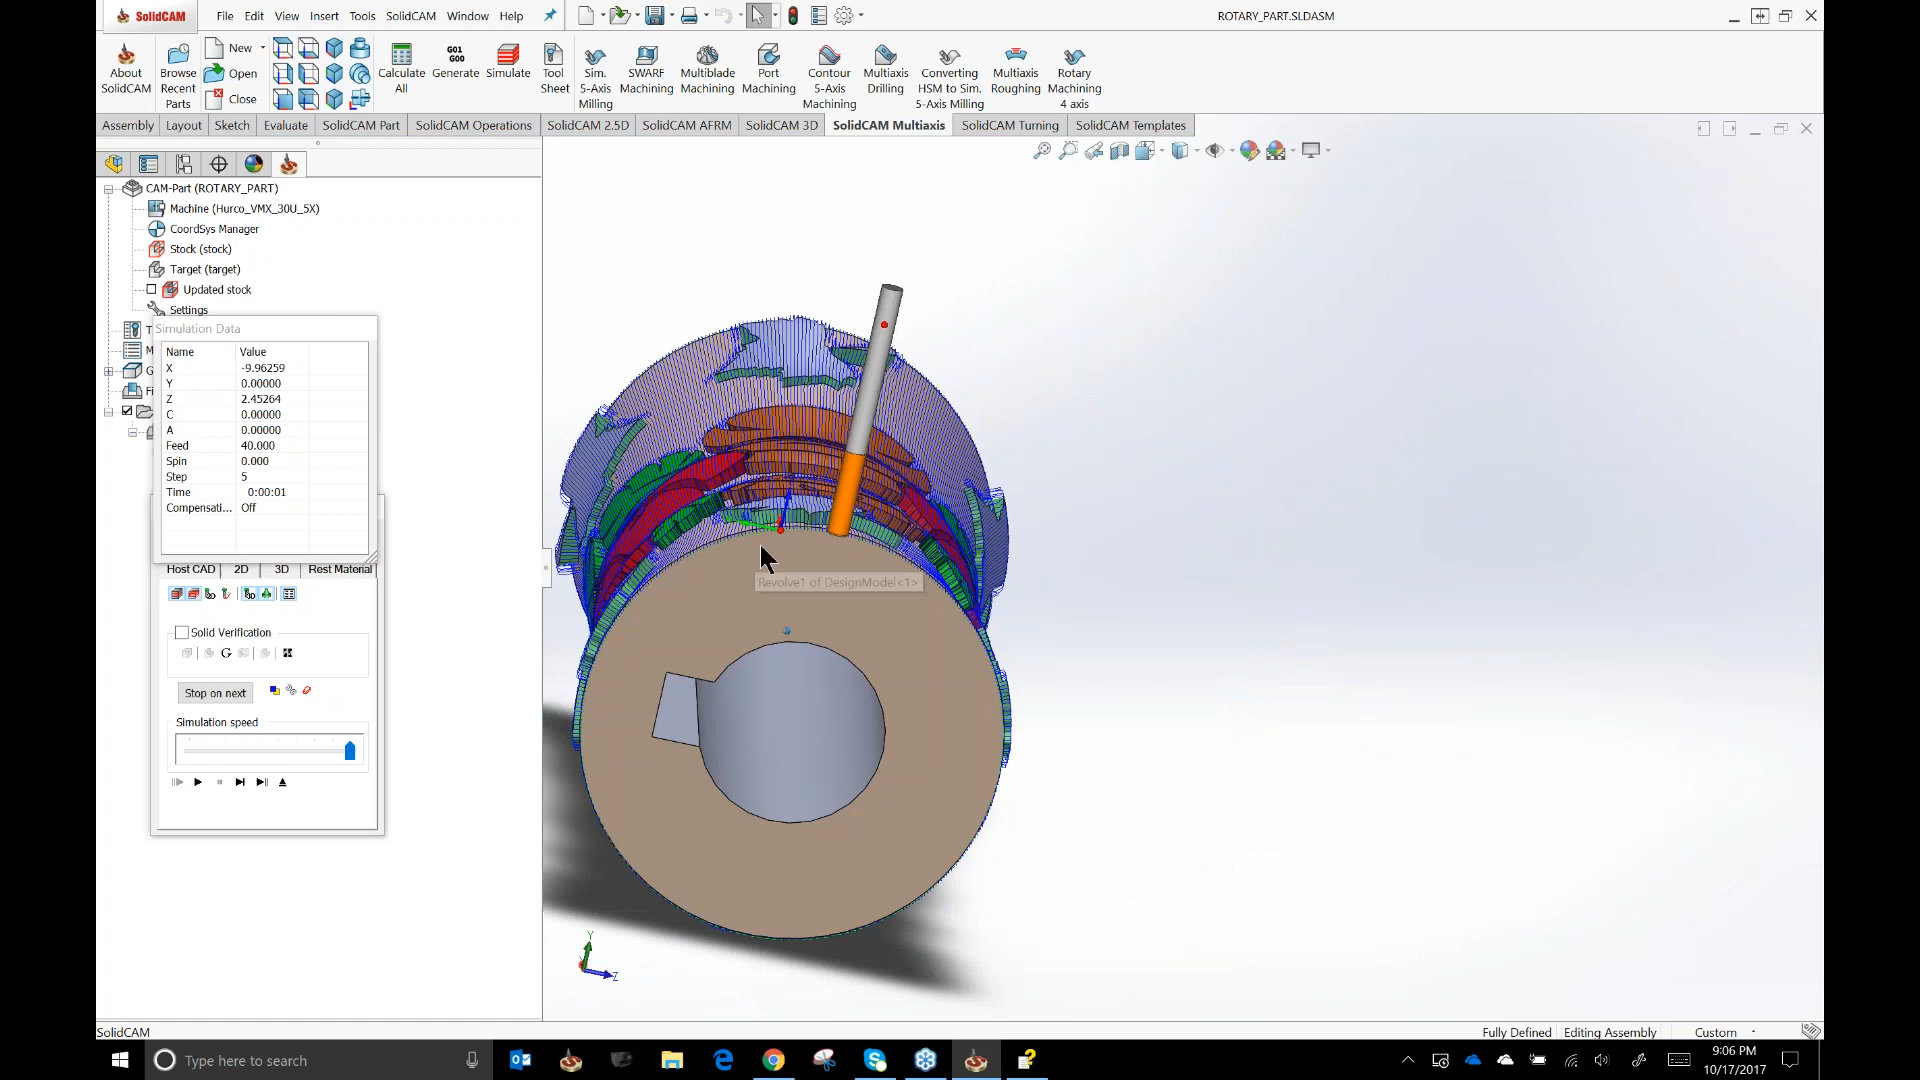 SolidCAM File Edit View Insert Tools SolidCAM Window Help ROTARY_PART.SLDASM
About SolidCAM
Browse Recent Parts
New
Open
Close
Calculate All
G01 G00
Generate
Simulate
Tool Sheet
Sim. 5-Axis Milling
SWARF Machining
Multiblade Machining
Port Machining
Contour 5-Axis Machining
Multiaxis Drilling
Converting HSM to Sim. 5-Axis Milling
Multiaxis Roughing
Rotary Machining 4 axis
Assembly Layout Sketch Evaluate SolidCAM Part SolidCAM Operations SolidCAM 2.5D SolidCAM AFRM SolidCAM 3D SolidCAM Multiaxis SolidCAM Turning SolidCAM Templates
CAM-Part (ROTARY_PART)
Machine (Hurco_VMX_30U_5X)
CoordSys Manager
Stock (stock)
Target (target)
Updated stock
Settings
T
M
G
Fi
Simulation Data
Name Value
X -9.96259
Y 0.00000
Z 2.45264
C 0.00000
A 0.00000
Feed 40.000
Spin 0.000
Step 5
Time 0:00:01
Compensati... Off
Host CAD 2D 3D Rest Material
Solid Verification
Stop on next
Simulation speed
Revolve1 of DesignModel<1>
Y
Z
SolidCAM Fully Defined Editing Assembly Custom
Type here to search
9:06 PM
10/17/2017